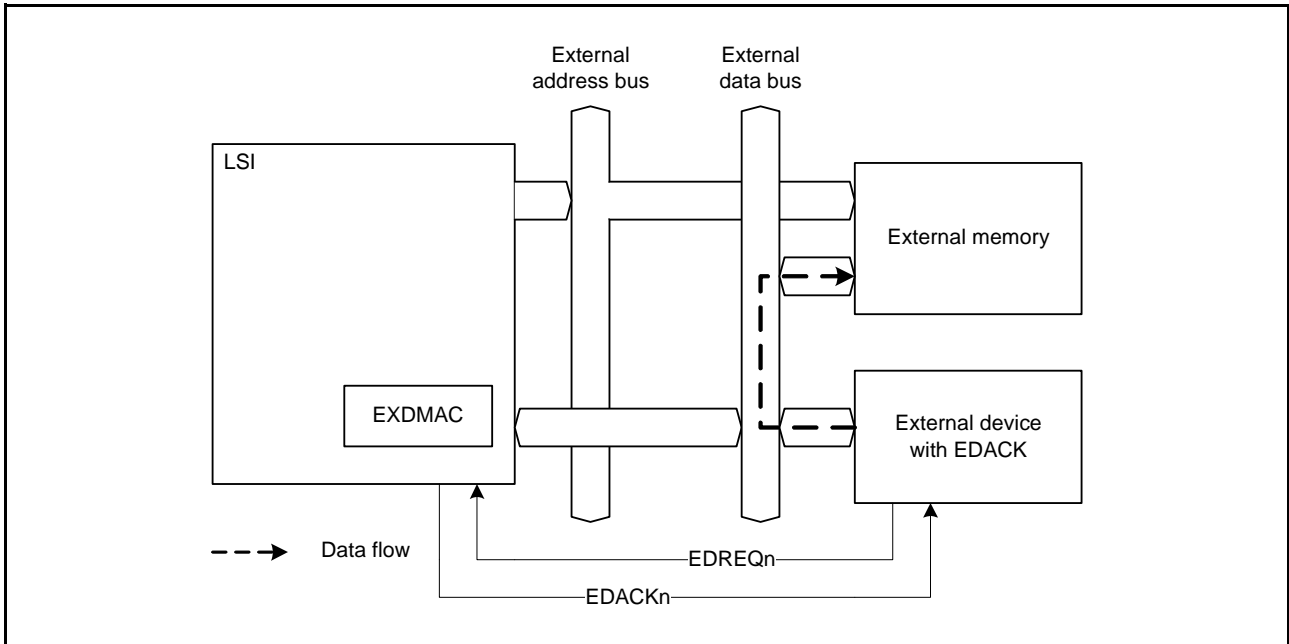 External
address bus
External
data bus
LSI
External memory
EXDMAC
External device
with EDACK
Data flow
EDREQn
EDACKn